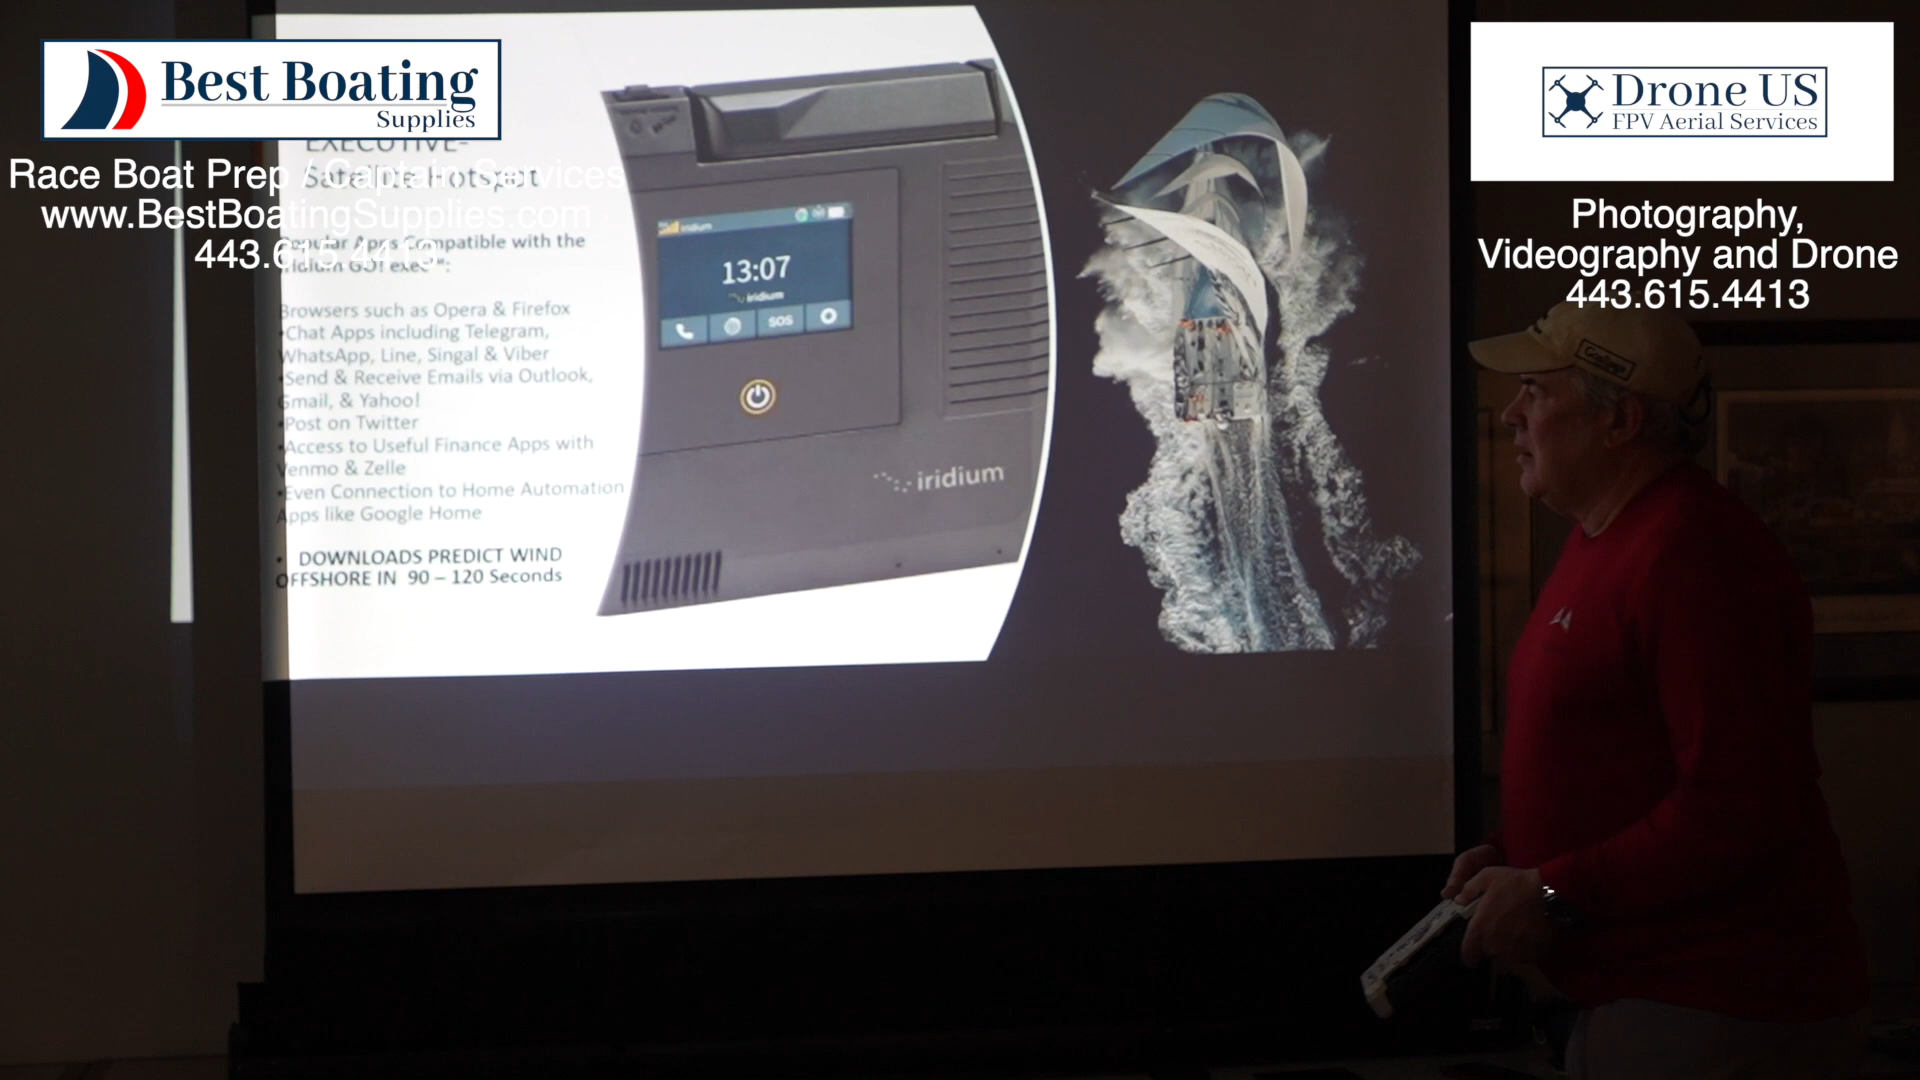 Best Boating
Supplies
Race Boat Prep / Captain Services
www.BestBoatingSupplies.com
443.615.4413
Drone US
FPV Aerial Services
Photography,
Videography and Drone
443.615.4413
EXECUTIVE-
Satellite Hotspot
Popular Apps Compatible with the
Iridium GO! exec™:
Browsers such as Opera & Firefox
•Chat Apps including Telegram,
WhatsApp, Line, Singal & Viber
•Send & Receive Emails via Outlook,
Gmail, & Yahoo!
•Post on Twitter
•Access to Useful Finance Apps with
Venmo & Zelle
•Even Connection to Home Automation
Apps like Google Home
• DOWNLOADS PREDICT WIND
OFFSHORE IN 90 – 120 Seconds
iridium
13:07
iridium
SOS
iridium